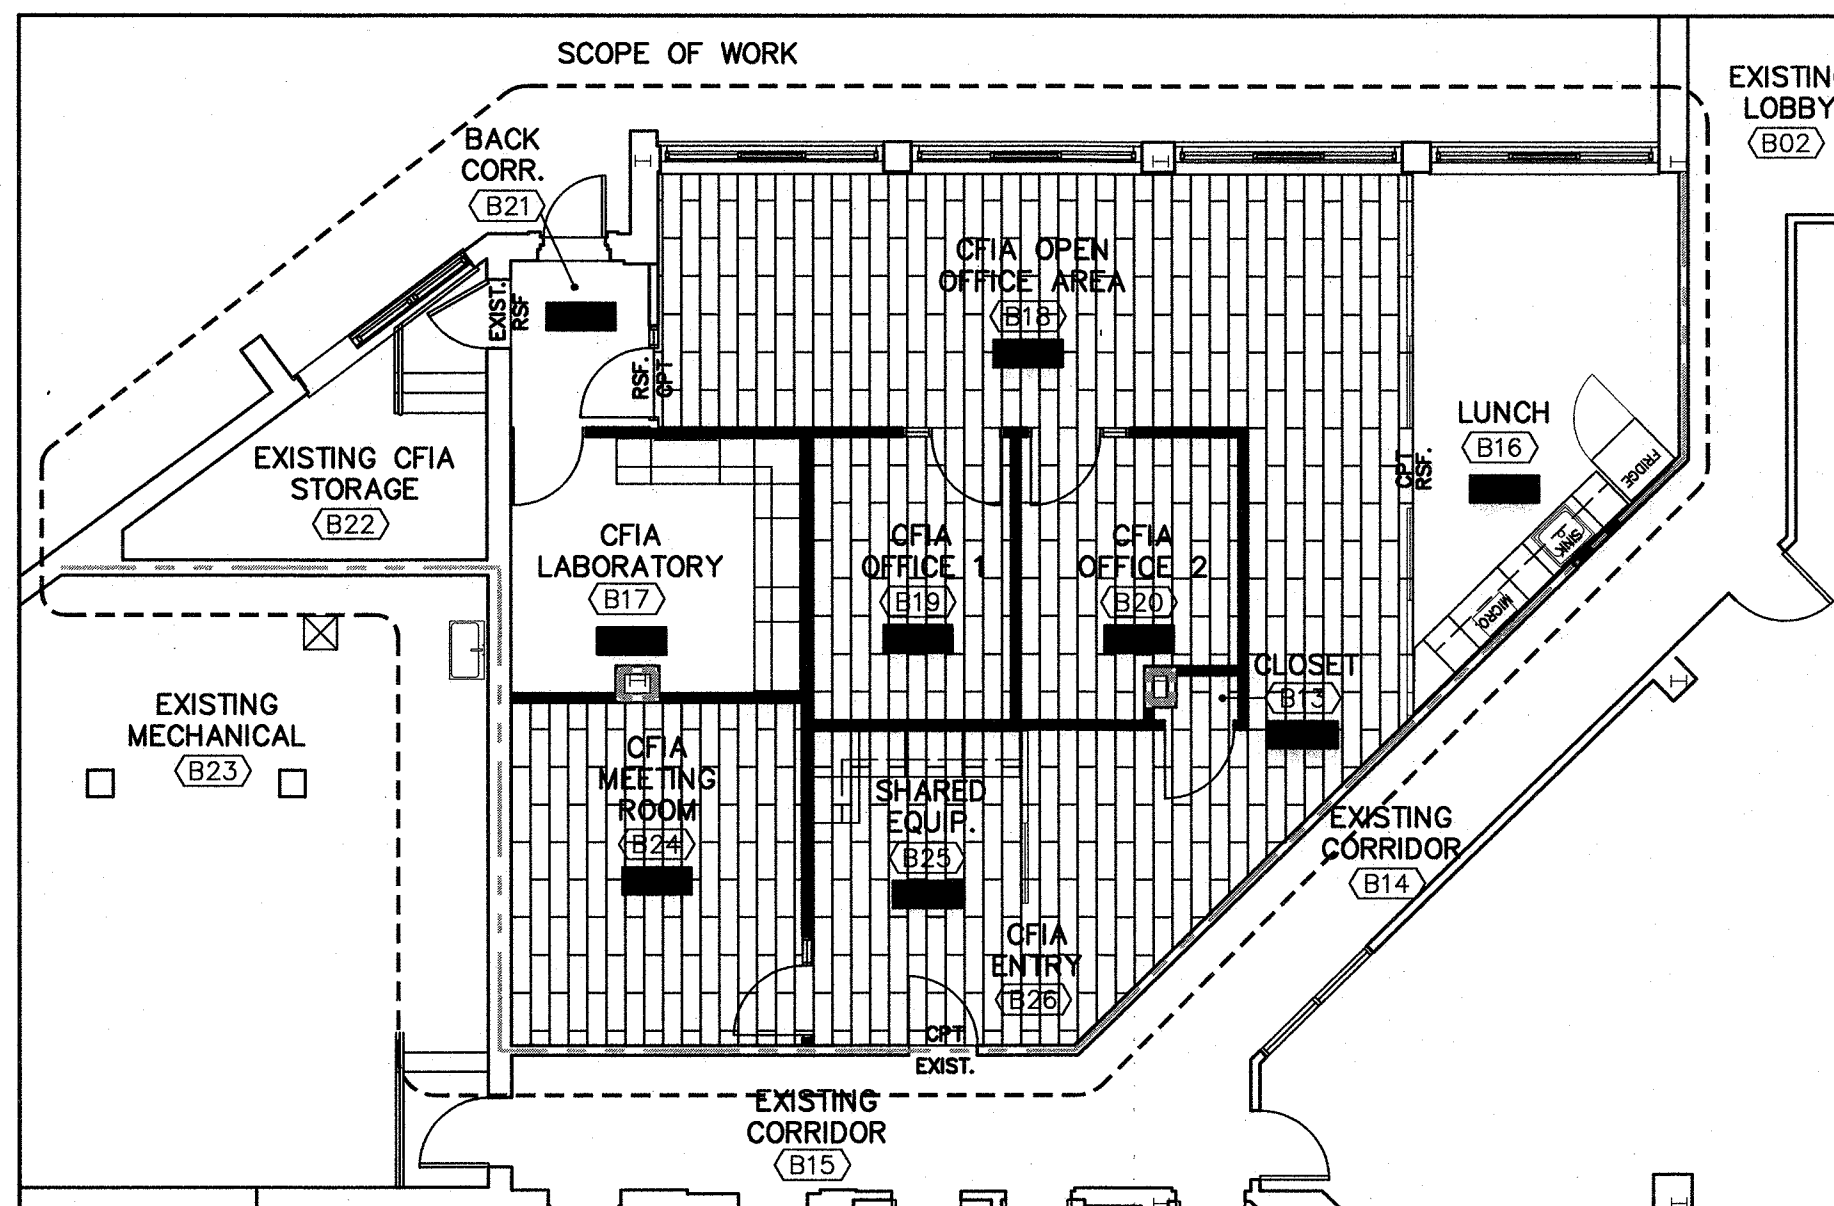 SCOPE OF WORK
EXISTING
LOBBY
B02
BACK
CORR.
B21
EXIST.
RSF
RSF.
CPT
CFIA OPEN
OFFICE AREA
B18
LUNCH
B16
CPT
RSF.
FRIDGE
SINK
MICRO.
EXISTING CFIA
STORAGE
B22
CFIA
LABORATORY
B17
CFIA
OFFICE 1
B19
CFIA
OFFICE 2
B20
CLOSET
B13
EXISTING
MECHANICAL
B23
CFIA
MEETING
ROOM
B24
SHARED
EQUIP.
B25
EXISTING
CORRIDOR
B14
CFIA
ENTRY
B26
CPT
EXIST.
EXISTING
CORRIDOR
B15